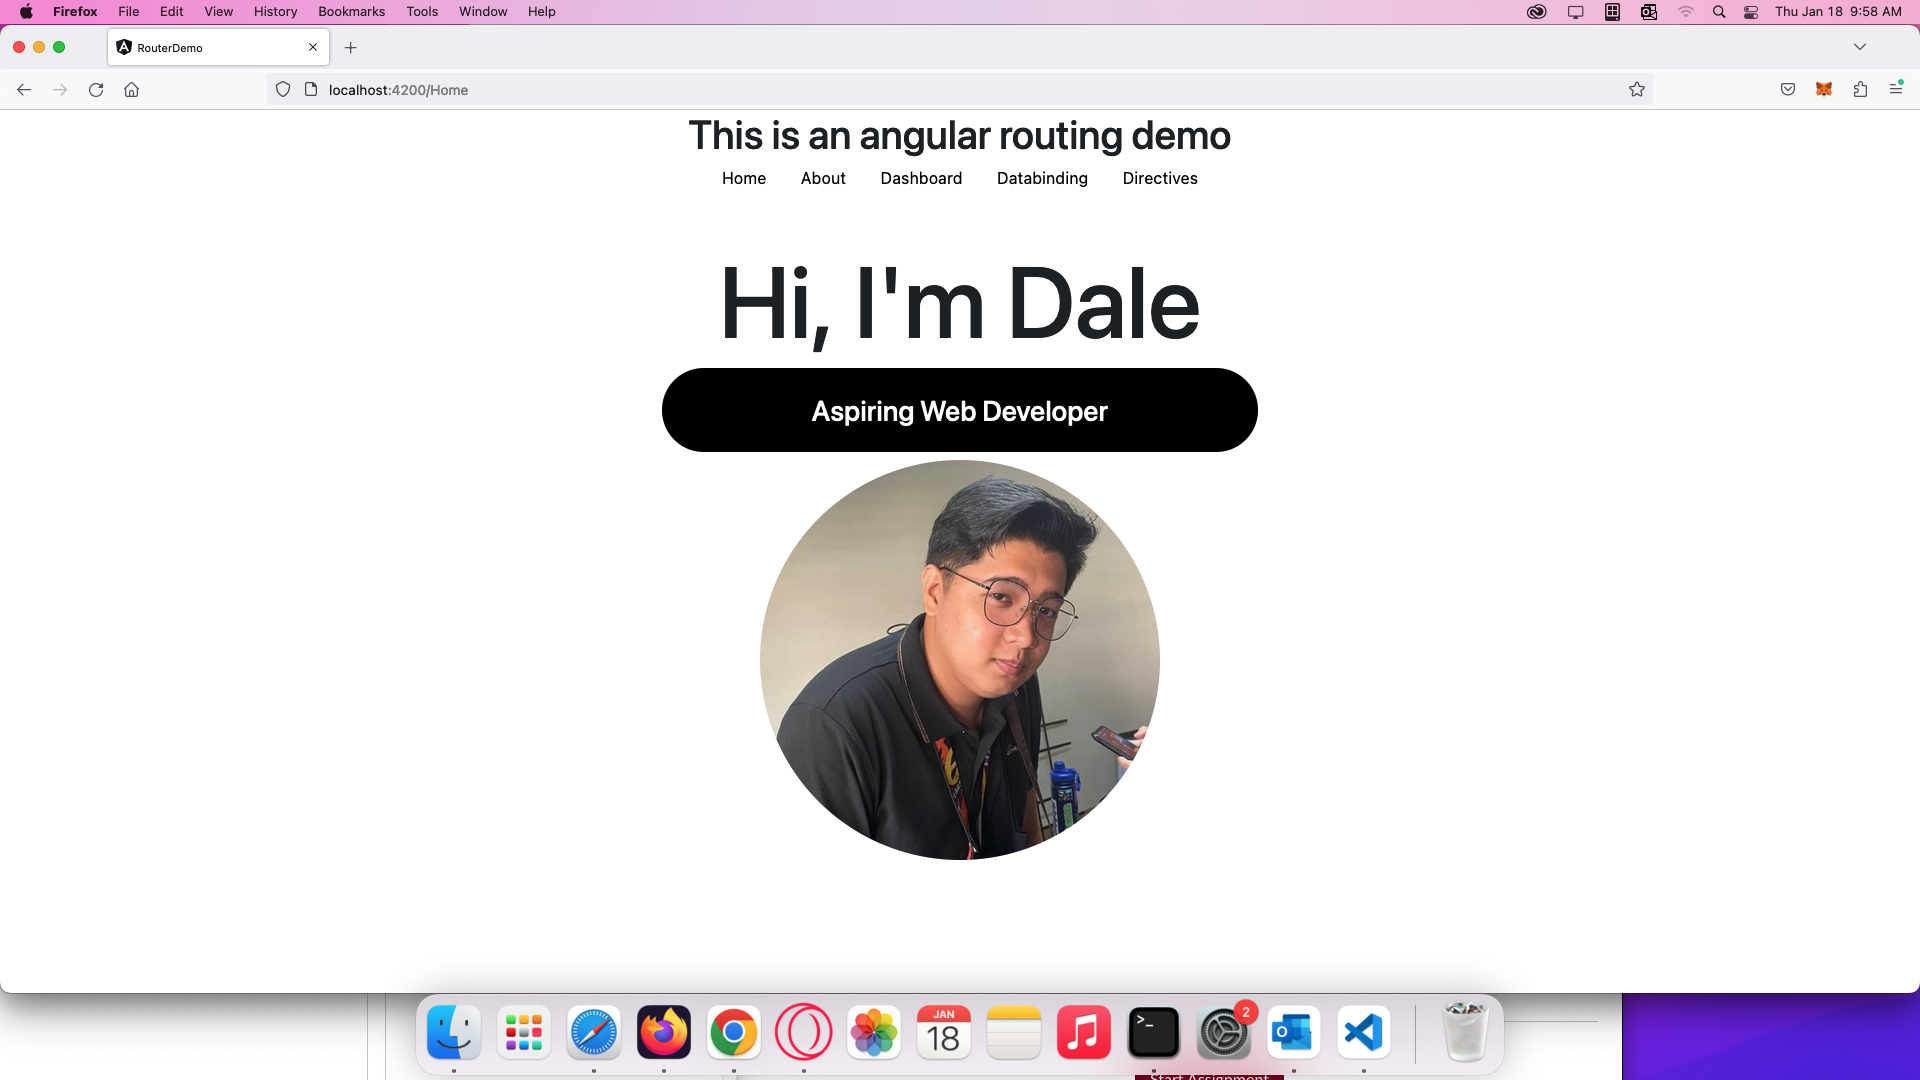 Firefox File Edit View History Bookmarks Tools Window Help Thu Jan 18 9:58 AM
RouterDemo
localhost:4200/Home
This is an angular routing demo
Home About Dashboard Databinding Directives
Hi, I'm Dale
Aspiring Web Developer
JAN
18
2
Start Assignment